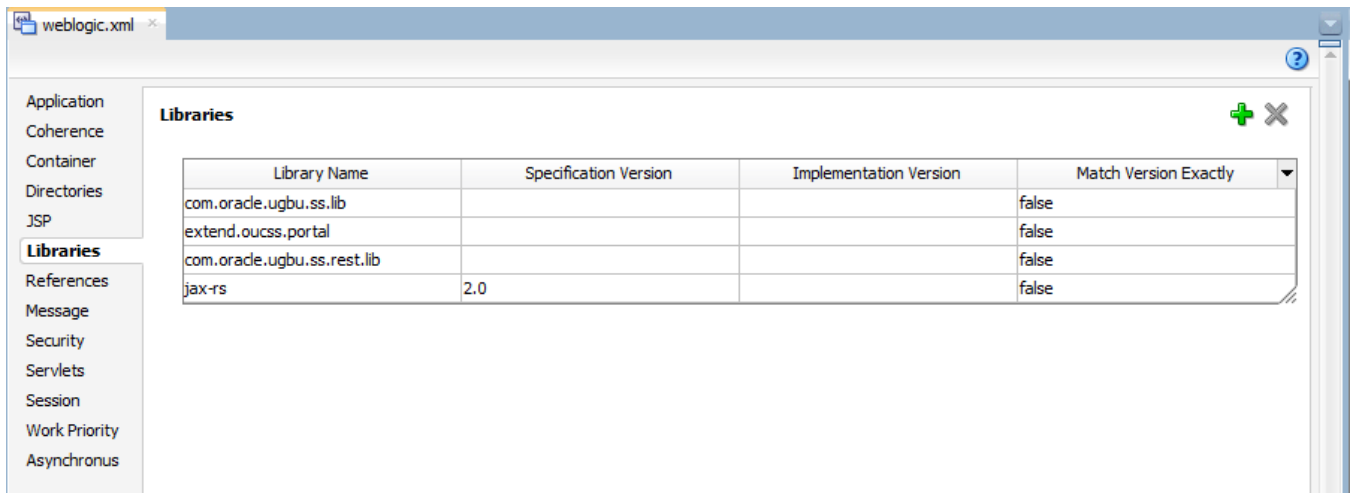 weblogic.xml
Application
Coherence
Container
Directories
JSP
Libraries
References
Message
Security
Servlets
Session
Work Priority
Asynchronus
Libraries
Library Name Specification Version Implementation Version Match Version Exactly
com.oracle.ugbu.ss.lib false
extend.oucss.portal false
com.oracle.ugbu.ss.rest.lib false
jax-rs 2.0 false